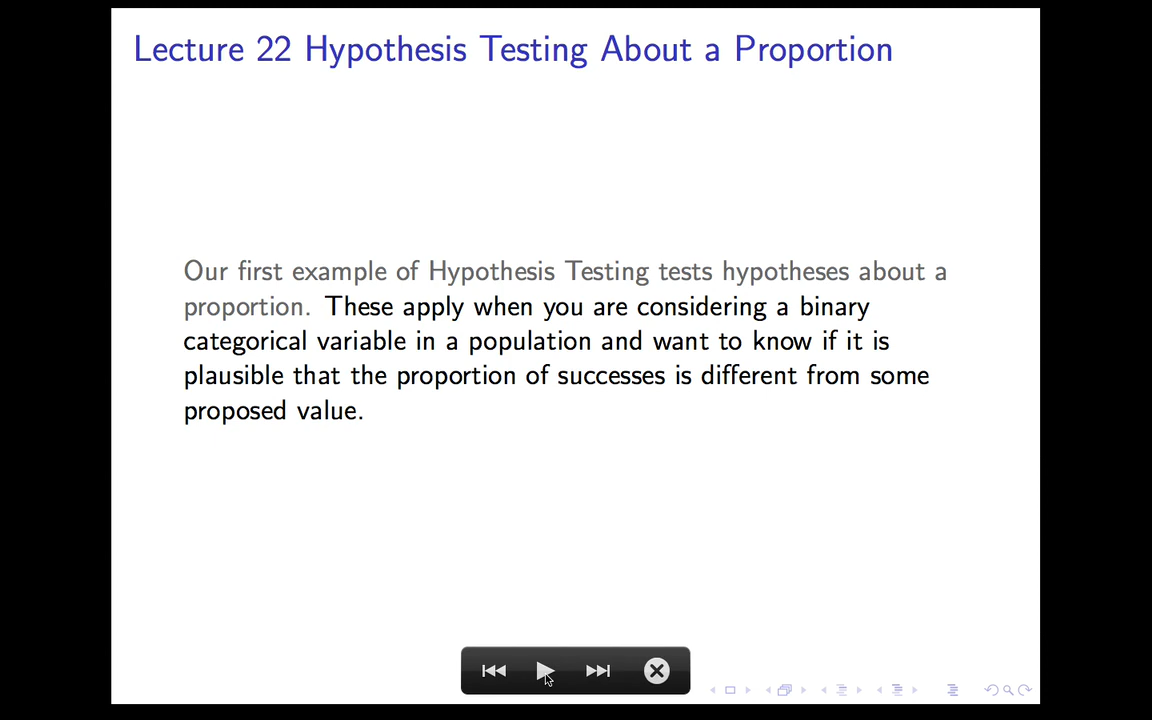 Lecture 22 Hypothesis Testing About a Proportion
Our first example of Hypothesis Testing tests hypotheses about a
proportion. These apply when you are considering a binary
categorical variable in a population and want to know if it is
plausible that the proportion of successes is different from some
proposed value.